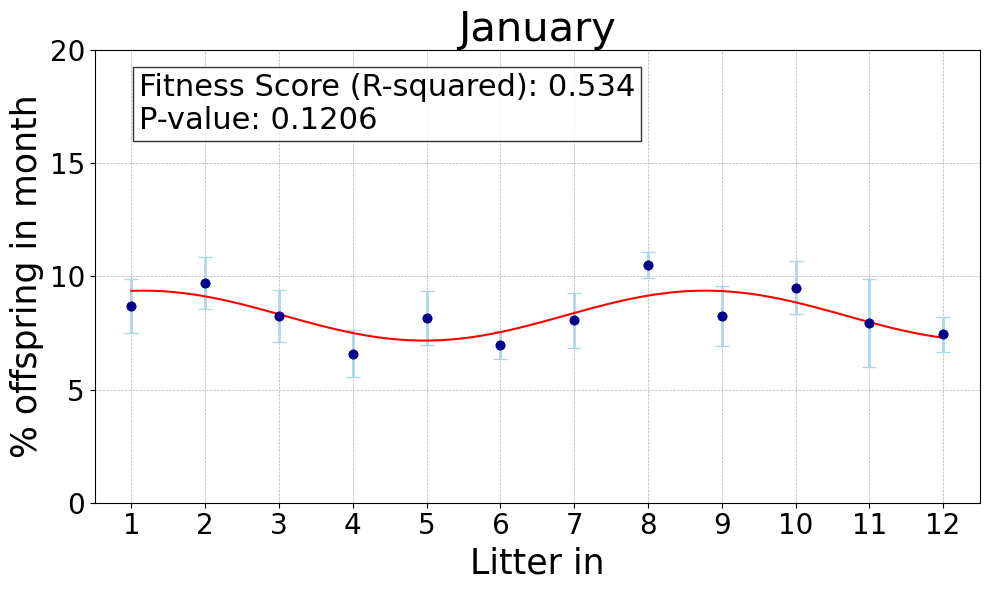 January
% offspring in month
20
15
10
5
0
Fitness Score (R-squared): 0.534
P-value: 0.1206
1 2 3 4 5 6 7 8 9 10 11 12
Litter in